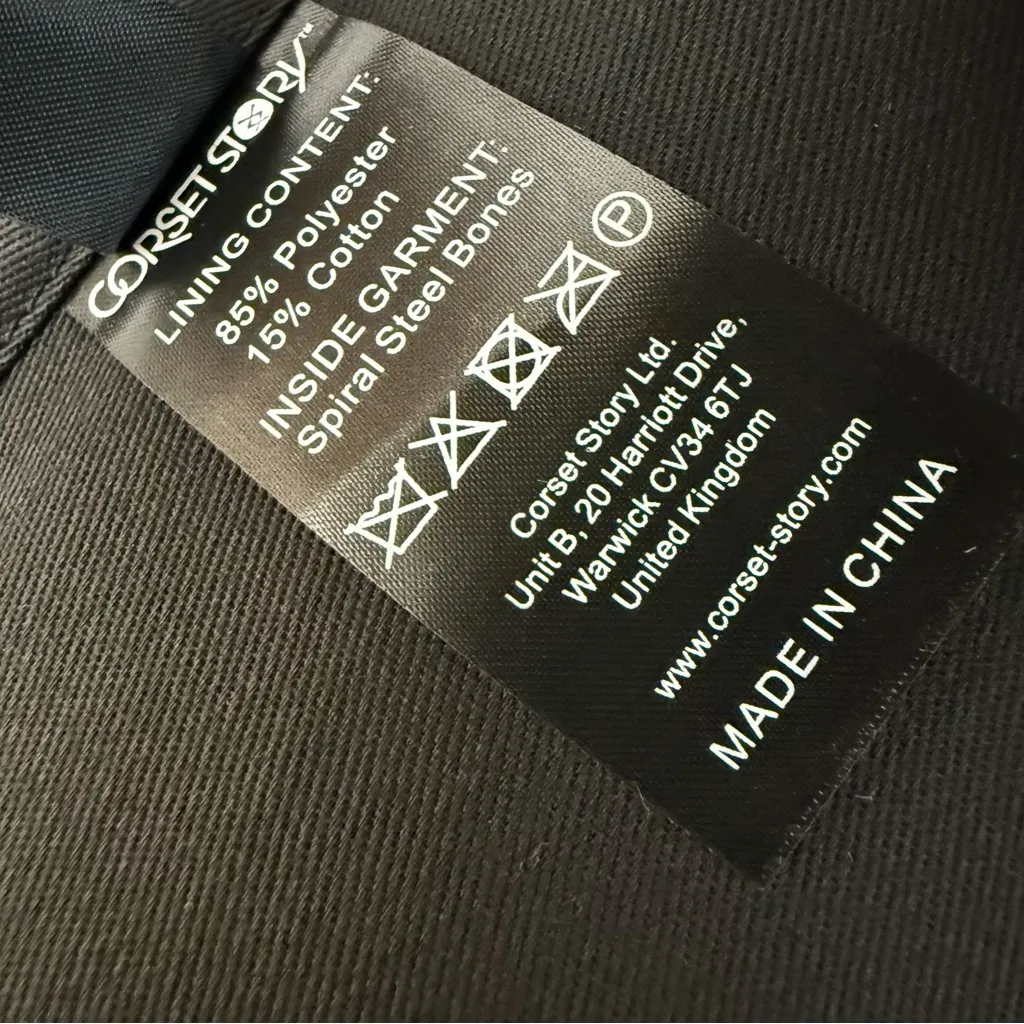 CORSET STORY™
LINING CONTENT:
85% Polyester
15% Cotton
INSIDE GARMENT:
Spiral Steel Bones
P
Corset Story Ltd.
Unit B, 20 Harriott Drive,
Warwick CV34 6TJ
United Kingdom
www.corset-story.com
MADE IN CHINA